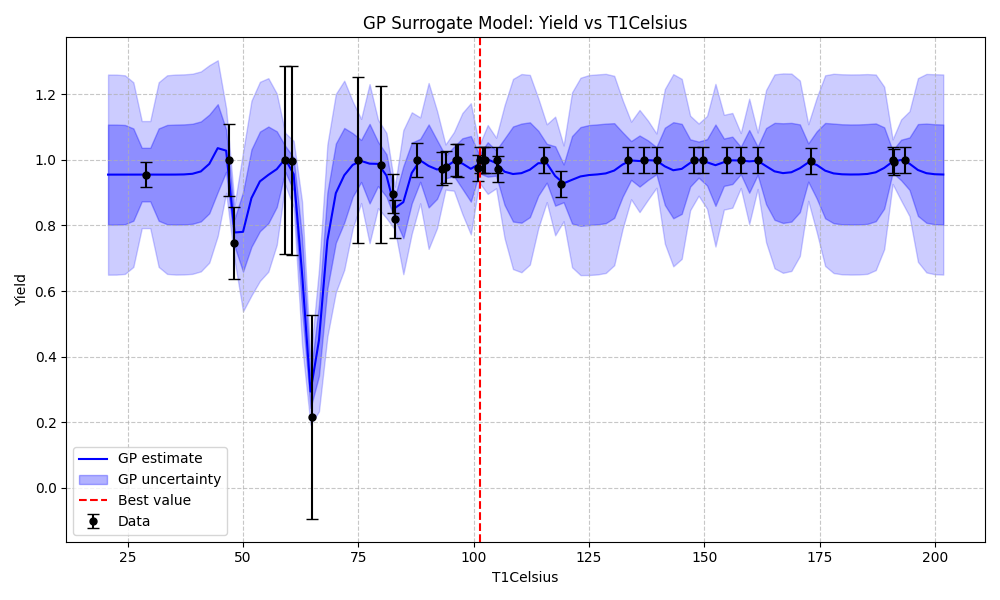 GP Surrogate Model: Yield vs T1Celsius
Yield
1.2
1.0
0.8
0.6
0.4
0.2
0.0
GP estimate
GP uncertainty
Best value
Data
25 50 75 100 125 150 175 200
T1Celsius